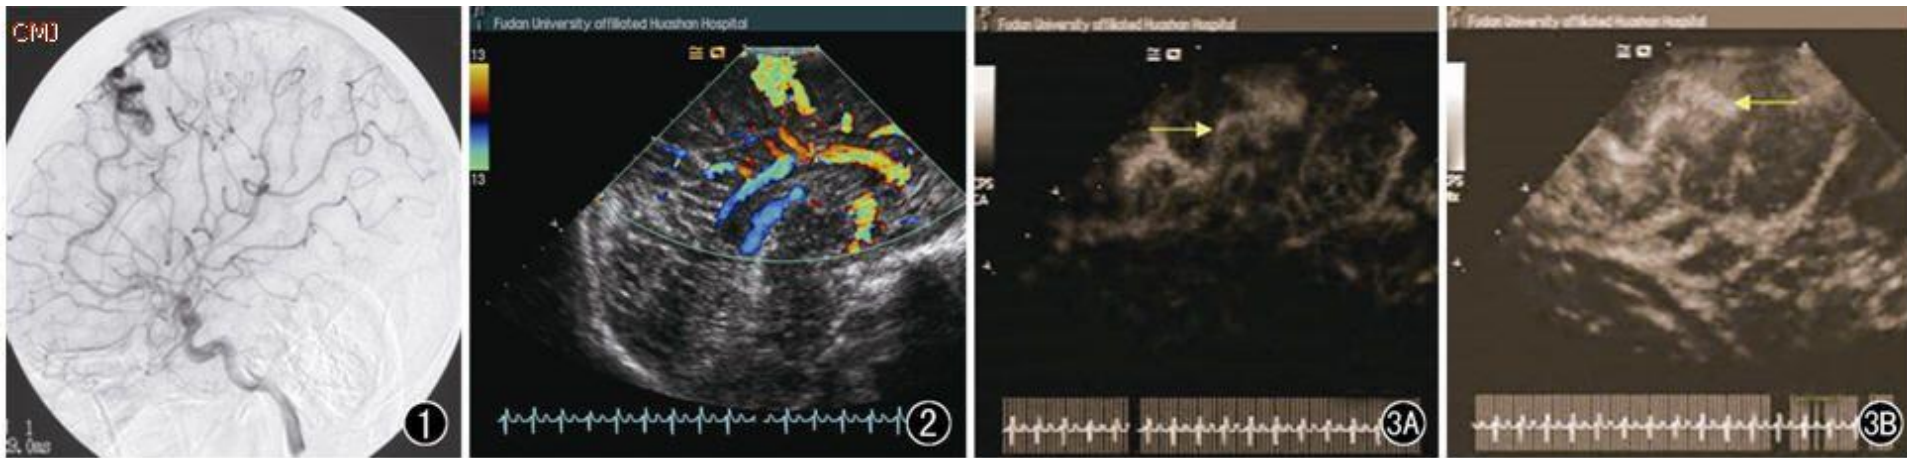 CMJ
1
①
Fudan University affiliated Huashan Hospital
13
13
②
Fudan University affiliated Huashan Hospital
3A
Fudan University affiliated Huashan Hospital
3B